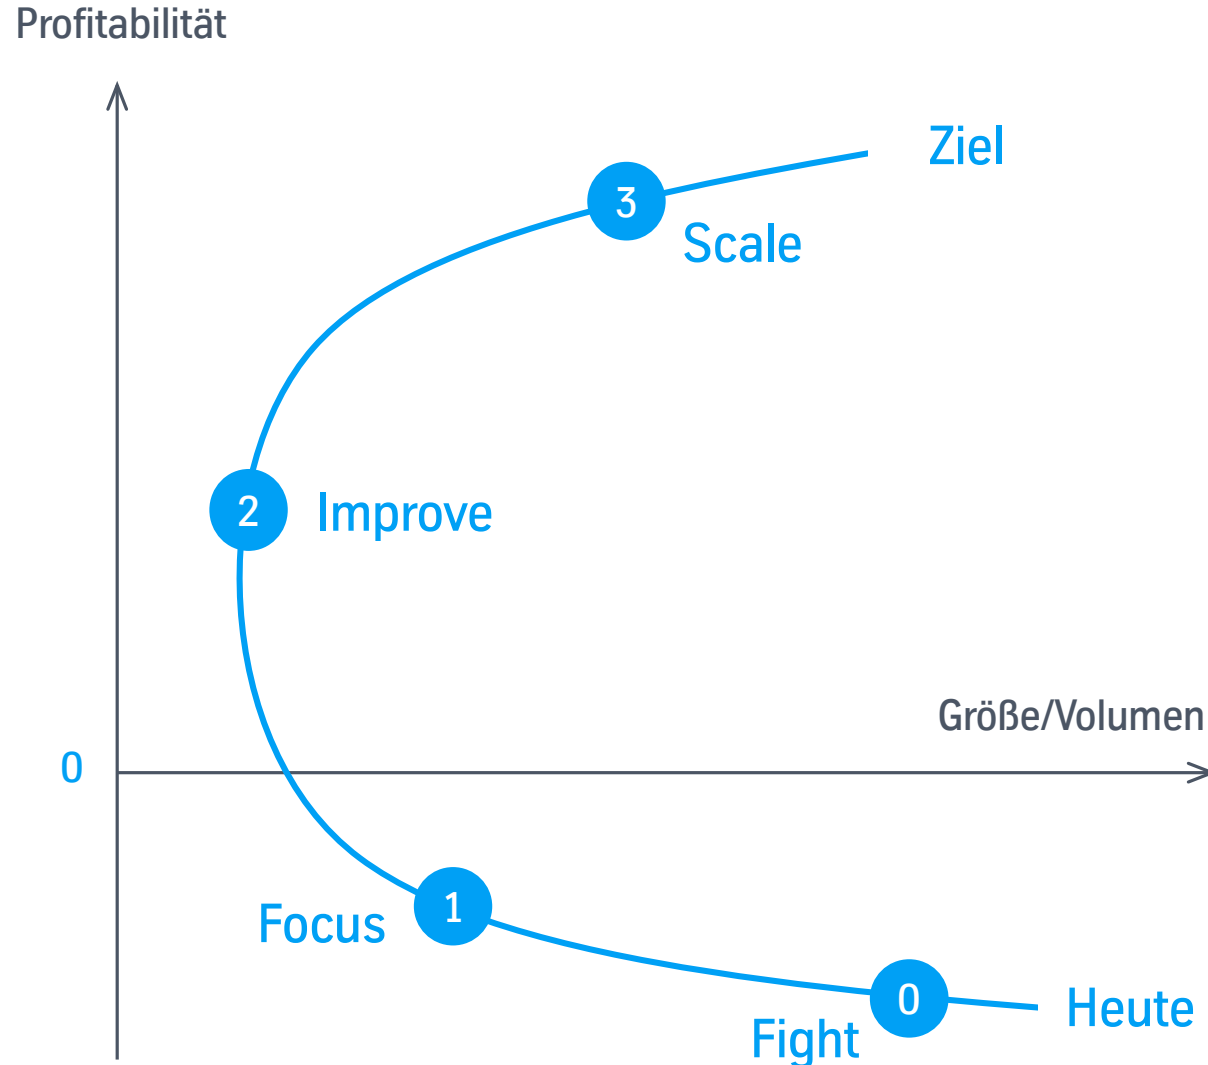 Profitabilität
Ziel
3
Scale
2
Improve
Größe/Volumen
0
1
Focus
0
Heute
Fight